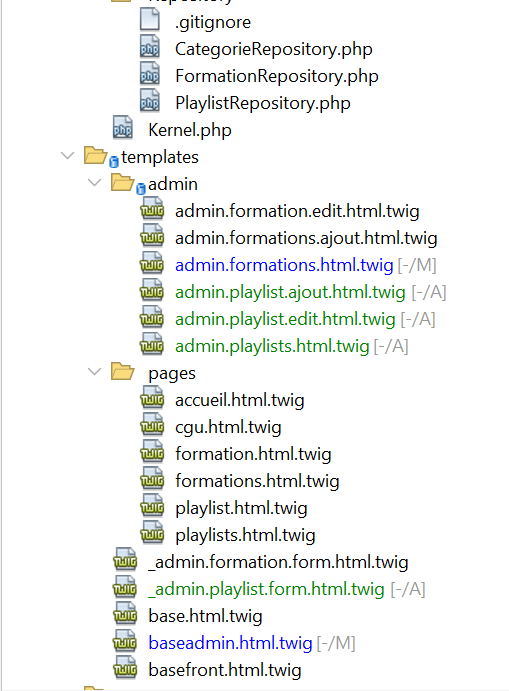 Repository
.gitignore
CategorieRepository.php
FormationRepository.php
PlaylistRepository.php
Kernel.php
templates
admin
admin.formation.edit.html.twig
admin.formations.ajout.html.twig
admin.formations.html.twig [-/M]
admin.playlist.ajout.html.twig [-/A]
admin.playlist.edit.html.twig [-/A]
admin.playlists.html.twig [-/A]
pages
accueil.html.twig
cgu.html.twig
formation.html.twig
formations.html.twig
playlist.html.twig
playlists.html.twig
_admin.formation.form.html.twig
_admin.playlist.form.html.twig [-/A]
base.html.twig
baseadmin.html.twig [-/M]
basefront.html.twig